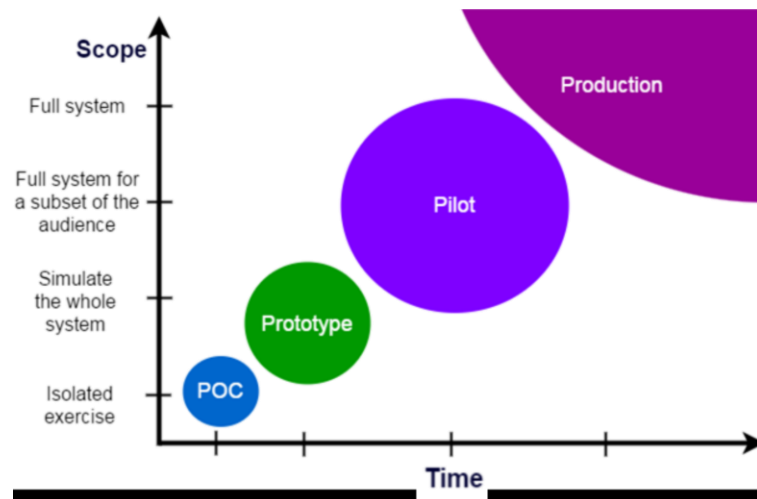 Scope
Production
Full system
Full system for
a subset of the
audience
Pilot
Simulate
the whole
system
Prototype
POC
Isolated
exercise
Time